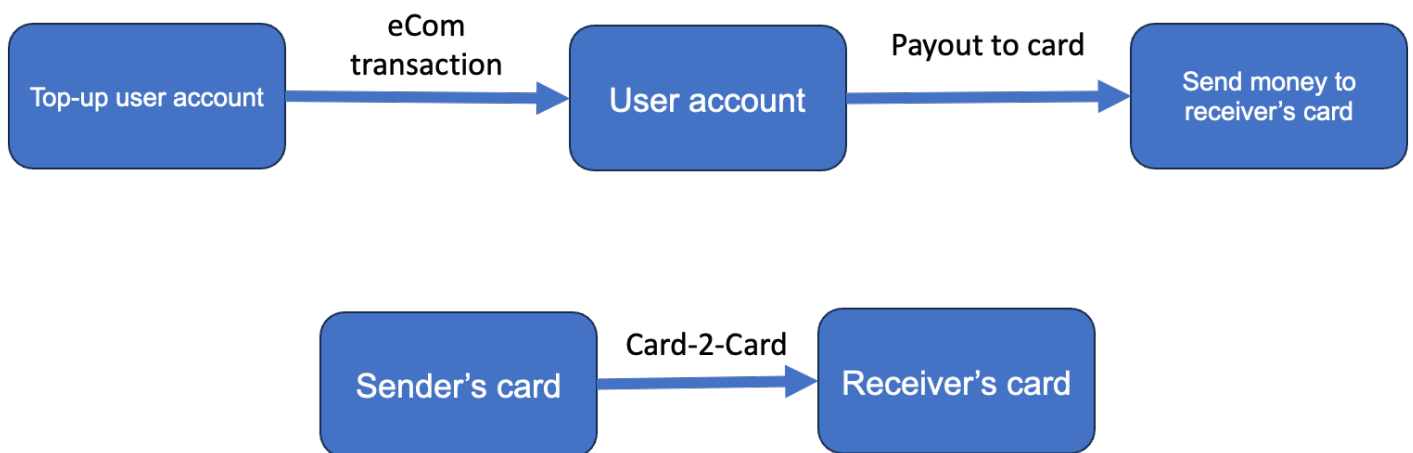 eCom
transaction
Payout to card
Top-up user account
User account
Send money to
receiver’s card
Card-2-Card
Sender’s card
Receiver’s card